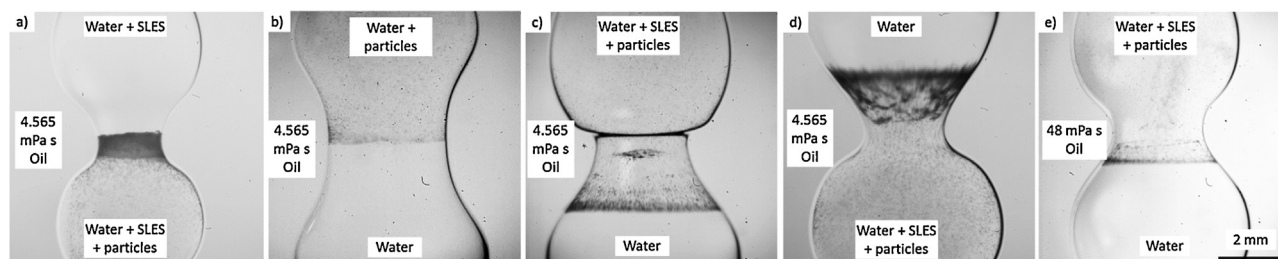 a)
Water + SLES
4.565
mPa s
Oil
Water + SLES
+ particles
b)
Water +
particles
4.565
mPa s
Oil
Water
c)
Water + SLES
+ particles
4.565
mPa s
Oil
Water
d)
Water
4.565
mPa s
Oil
Water + SLES
+ particles
e)
Water + SLES
+ particles
48 mPa s
Oil
Water
2 mm